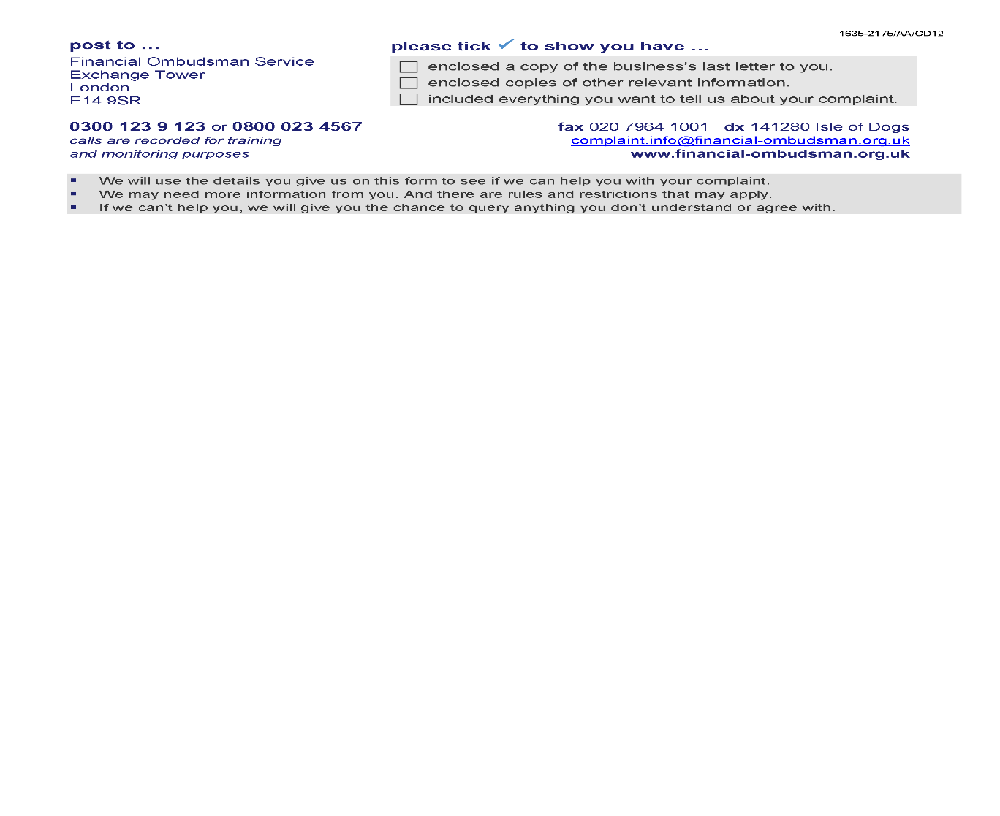 1635-2175/AA/CD12
post to ...
Financial Ombudsman Service
Exchange Tower
London
E14 9SR
please tick ✓ to show you have ...
enclosed a copy of the business’s last letter to you.
enclosed copies of other relevant information.
included everything you want to tell us about your complaint.
0300 123 9 123 or 0800 023 4567
calls are recorded for training
and monitoring purposes
fax 020 7964 1001 dx 141280 Isle of Dogs
complaint.info@financial-ombudsman.org.uk
www.financial-ombudsman.org.uk
▪ We will use the details you give us on this form to see if we can help you with your complaint.
▪ We may need more information from you. And there are rules and restrictions that may apply.
▪ If we can’t help you, we will give you the chance to query anything you don’t understand or agree with.